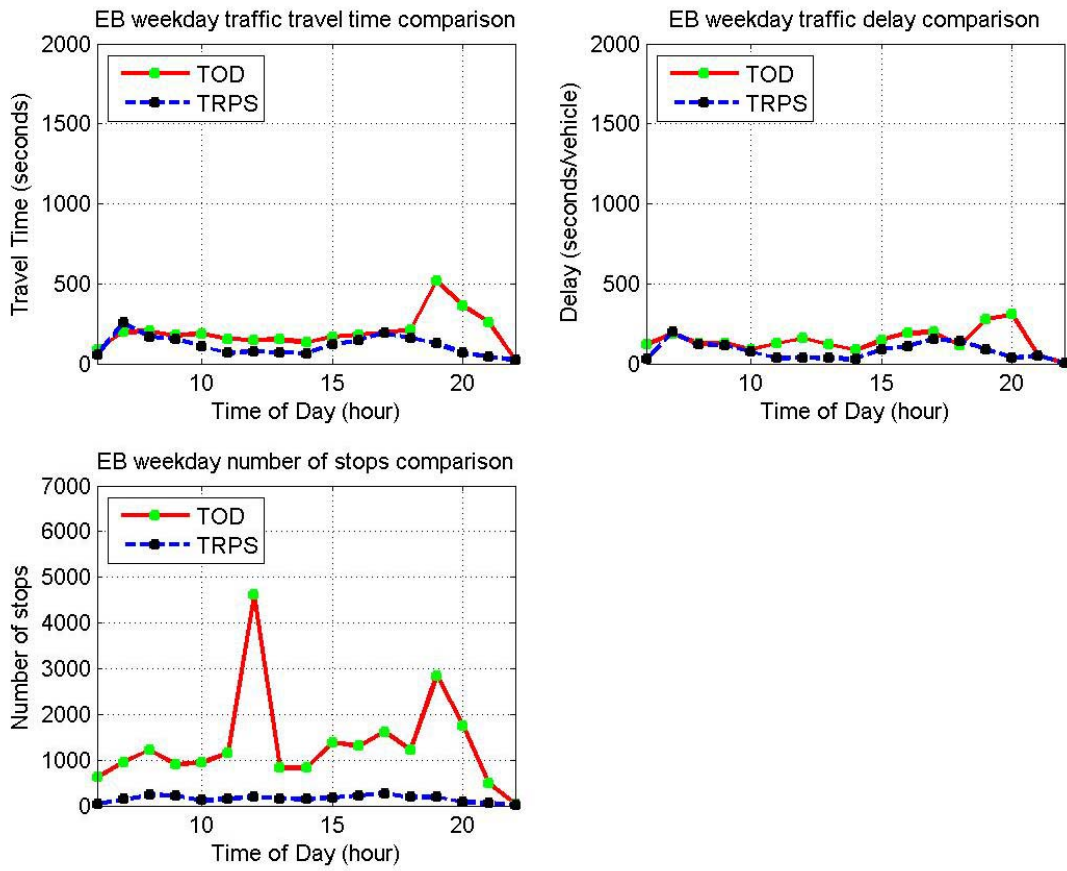 EB weekday traffic travel time comparison
2000
1500
1000
500
0
Travel Time (seconds)
TOD
TRPS
10
15
20
Time of Day (hour)
EB weekday traffic delay comparison
2000
1500
1000
500
0
Delay (seconds/vehicle)
TOD
TRPS
10
15
20
Time of Day (hour)
EB weekday number of stops comparison
7000
6000
5000
4000
3000
2000
1000
0
Number of stops
TOD
TRPS
10
15
20
Time of Day (hour)